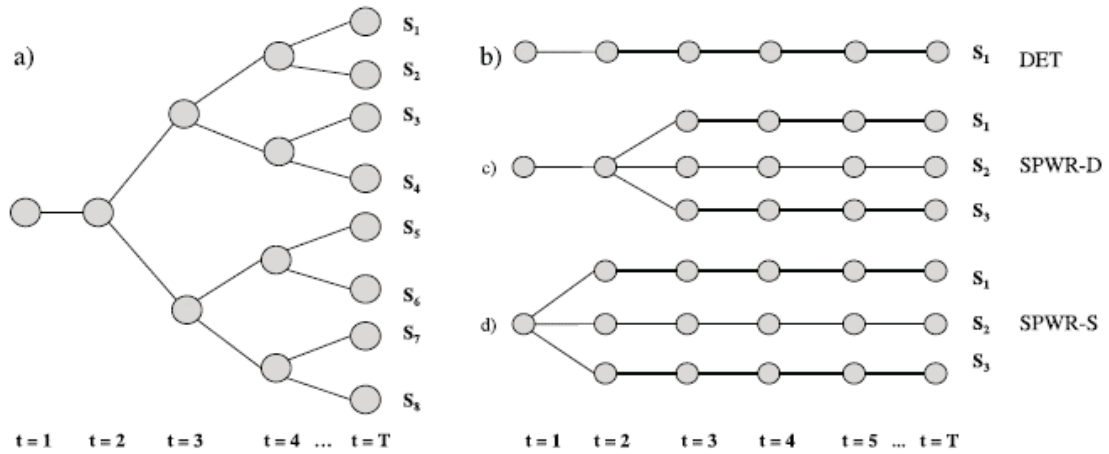 a)
S₁
S₂
S₃
S₄
S₅
S₆
S₇
S₈
t = 1 t = 2 t = 3 t = 4 ... t = T
b) S₁ DET
c) S₁
S₂ SPWR-D
S₃
d) S₁
S₂ SPWR-S
S₃
t = 1 t = 2 t = 3 t = 4 t = 5 ... t = T